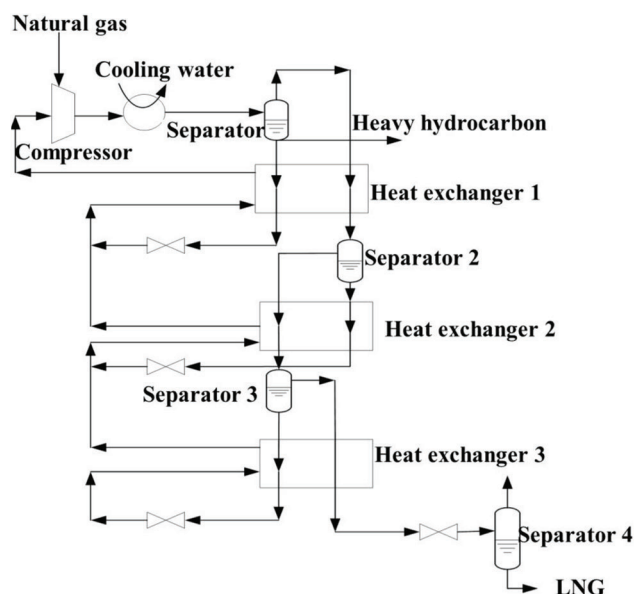 Natural gas
Cooling water
Separator
Heavy hydrocarbon
Compressor
Heat exchanger 1
Separator 2
Heat exchanger 2
Separator 3
Heat exchanger 3
Separator 4
LNG